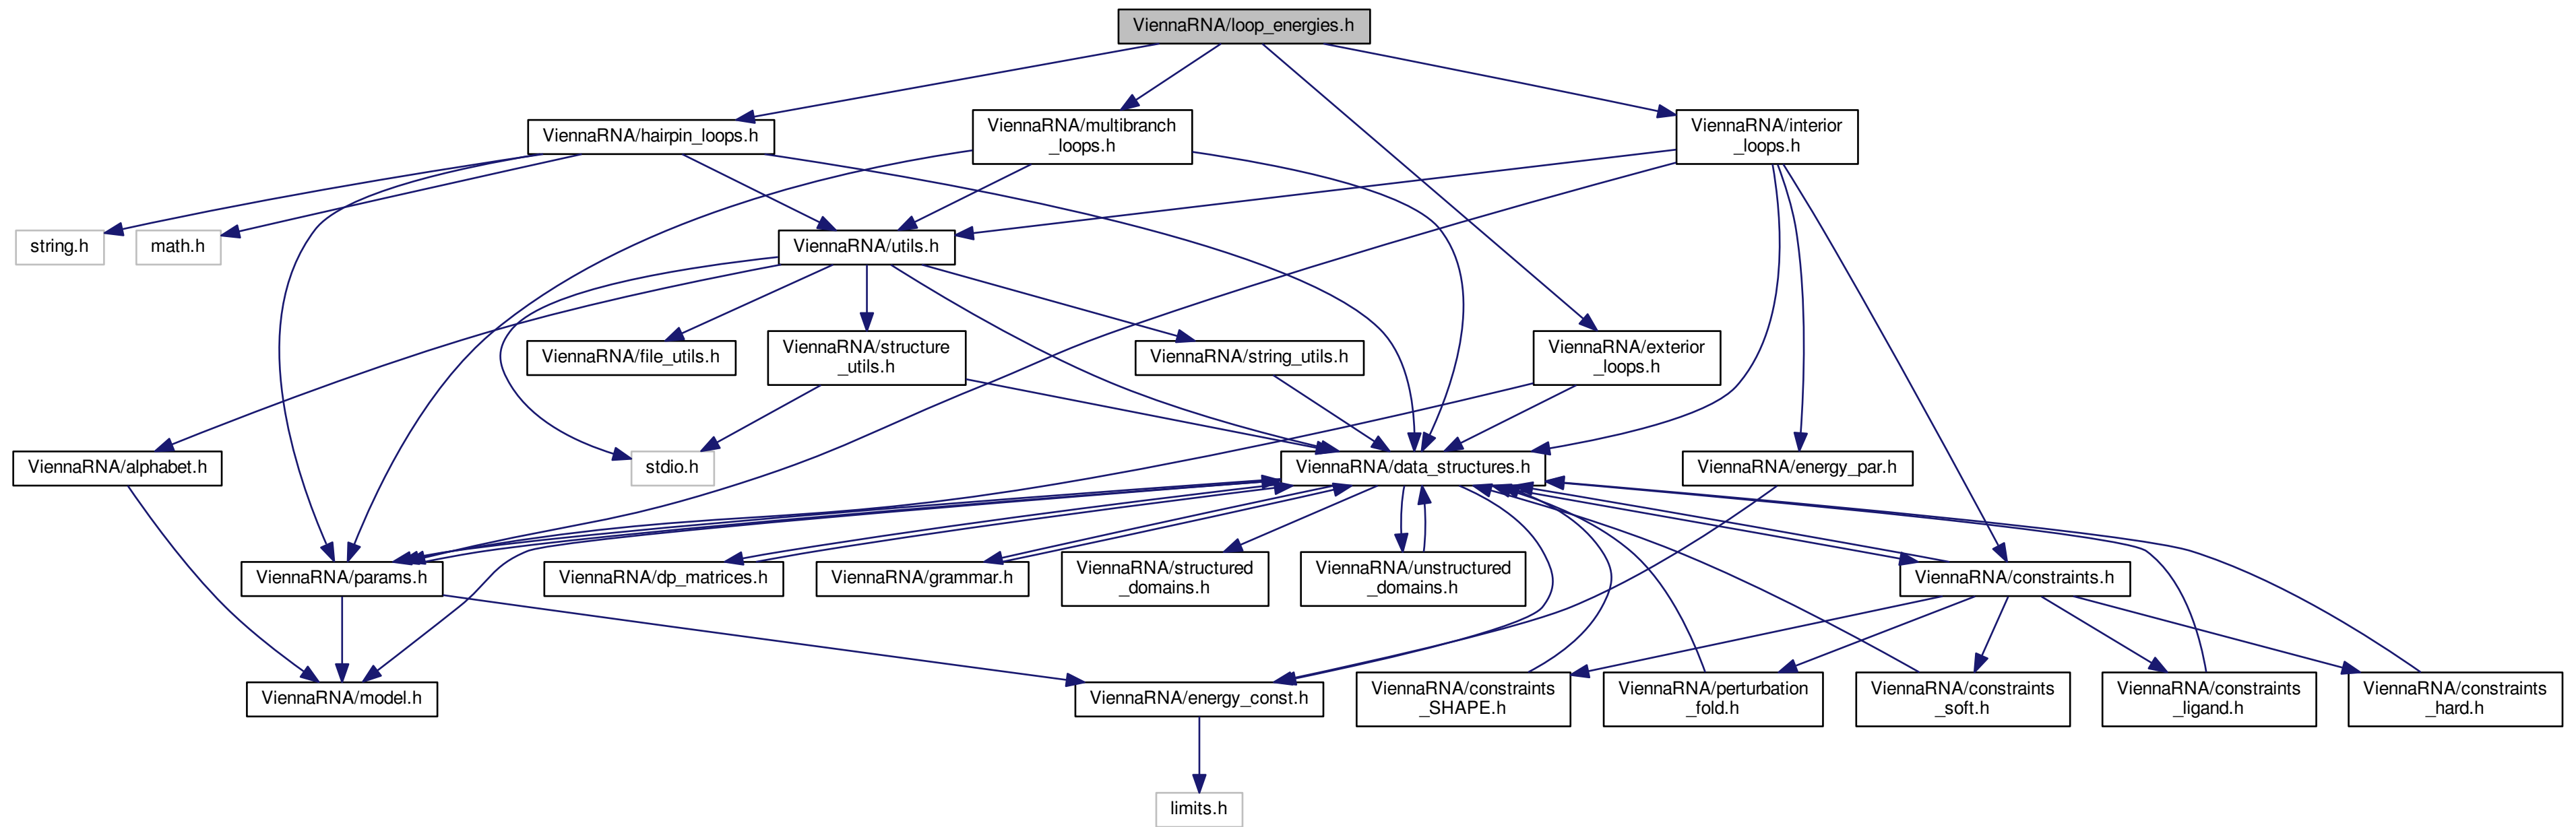 ViennaRNA/loop_energies.h
ViennaRNA/hairpin_loops.h
ViennaRNA/multibranch
_loops.h
ViennaRNA/interior
_loops.h
string.h
math.h
ViennaRNA/utils.h
ViennaRNA/file_utils.h
ViennaRNA/structure
_utils.h
ViennaRNA/string_utils.h
ViennaRNA/exterior
_loops.h
ViennaRNA/alphabet.h
stdio.h
ViennaRNA/data_structures.h
ViennaRNA/energy_par.h
ViennaRNA/params.h
ViennaRNA/dp_matrices.h
ViennaRNA/grammar.h
ViennaRNA/structured
_domains.h
ViennaRNA/unstructured
_domains.h
ViennaRNA/constraints.h
ViennaRNA/model.h
ViennaRNA/energy_const.h
ViennaRNA/constraints
_SHAPE.h
ViennaRNA/perturbation
_fold.h
ViennaRNA/constraints
_soft.h
ViennaRNA/constraints
_ligand.h
ViennaRNA/constraints
_hard.h
limits.h